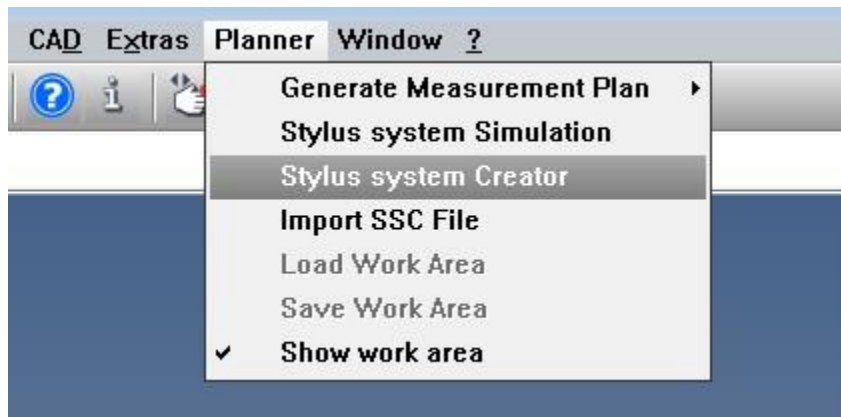 CAD Extras Planner Window ?
Generate Measurement Plan
Stylus system Simulation
Stylus system Creator
Import SSC File
Load Work Area
Save Work Area
Show work area